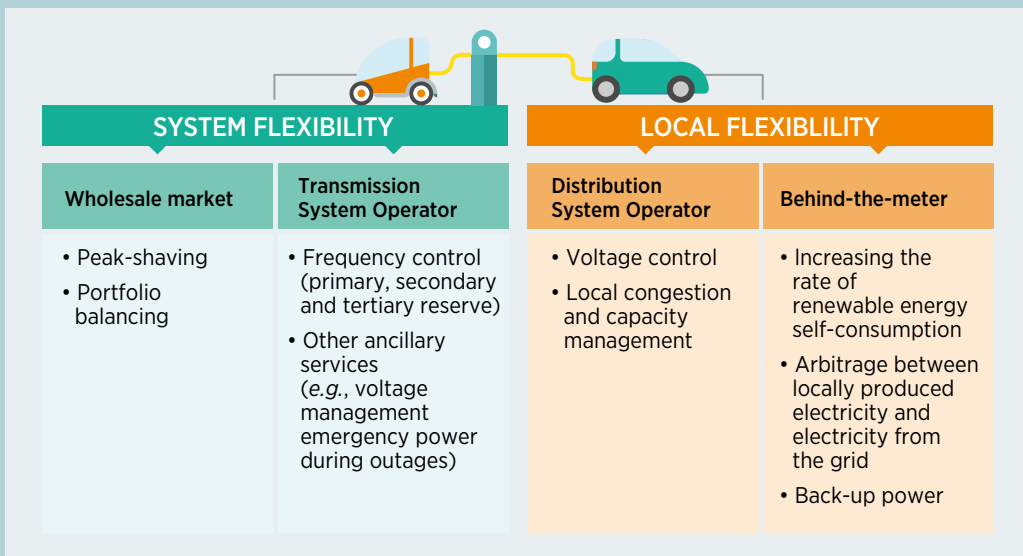 SYSTEM FLEXIBILITY
Wholesale market
• Peak-shaving
• Portfolio
balancing
Transmission
System Operator
• Frequency control
(primary, secondary
and tertiary reserve)
• Other ancillary
services
(e.g., voltage
management
emergency power
during outages)
LOCAL FLEXIBLILITY
Distribution
System Operator
• Voltage control
• Local congestion
and capacity
management
Behind-the-meter
• Increasing the
rate of
renewable energy
self-consumption
• Arbitrage between
locally produced
electricity and
electricity from
the grid
• Back-up power